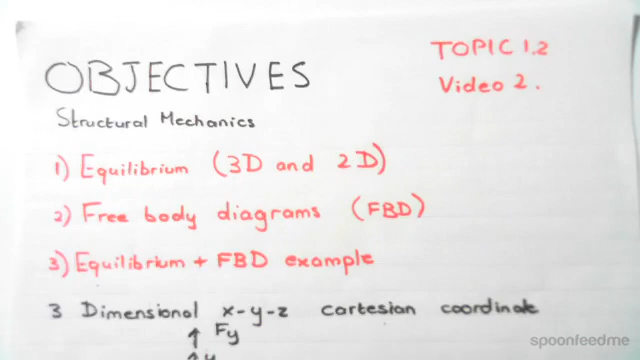 TOPIC 1.2
OBJECTIVES
Video 2.
Structural Mechanics
1) Equilibrium (3D and 2D)
2) Free body diagrams (FBD)
3) Equilibrium + FBD example
3 Dimensional x-y-z cartesian coordinate
↑ Fy
↑y
spoonfeedme